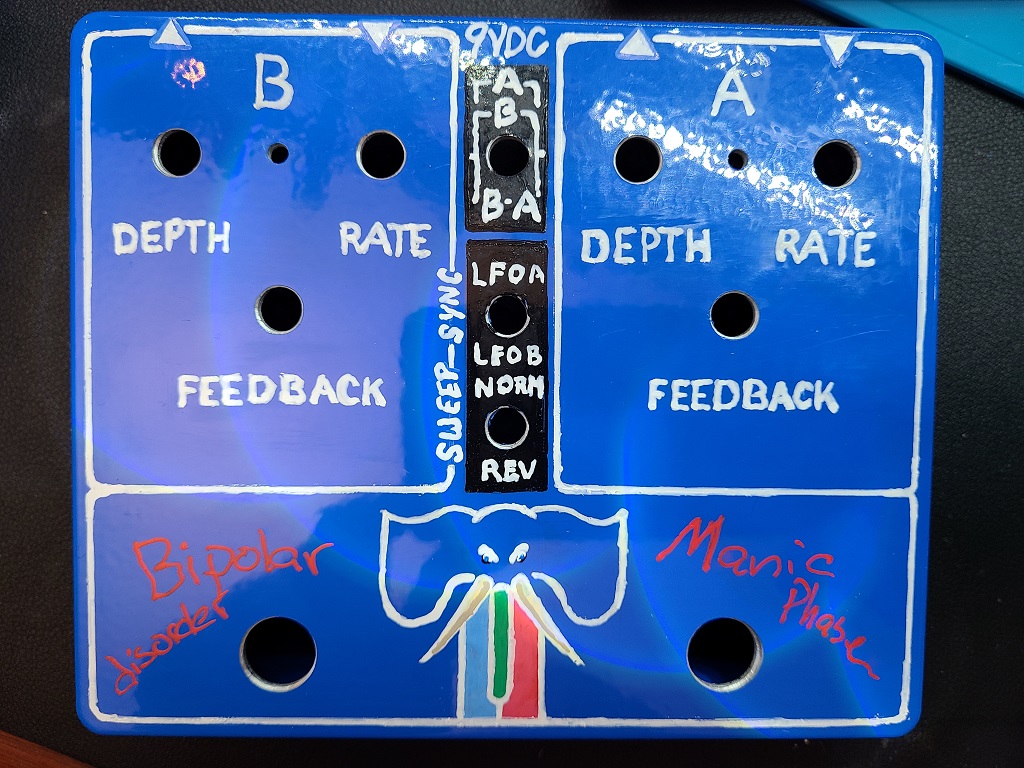 9VDC
B
DEPTH
RATE
FEEDBACK
A
B
B-A
SWEEP-SYNC
LFOA
LFOB
NORM
REV
A
DEPTH
RATE
FEEDBACK
Bipolar
disorder
Manic
Phaser